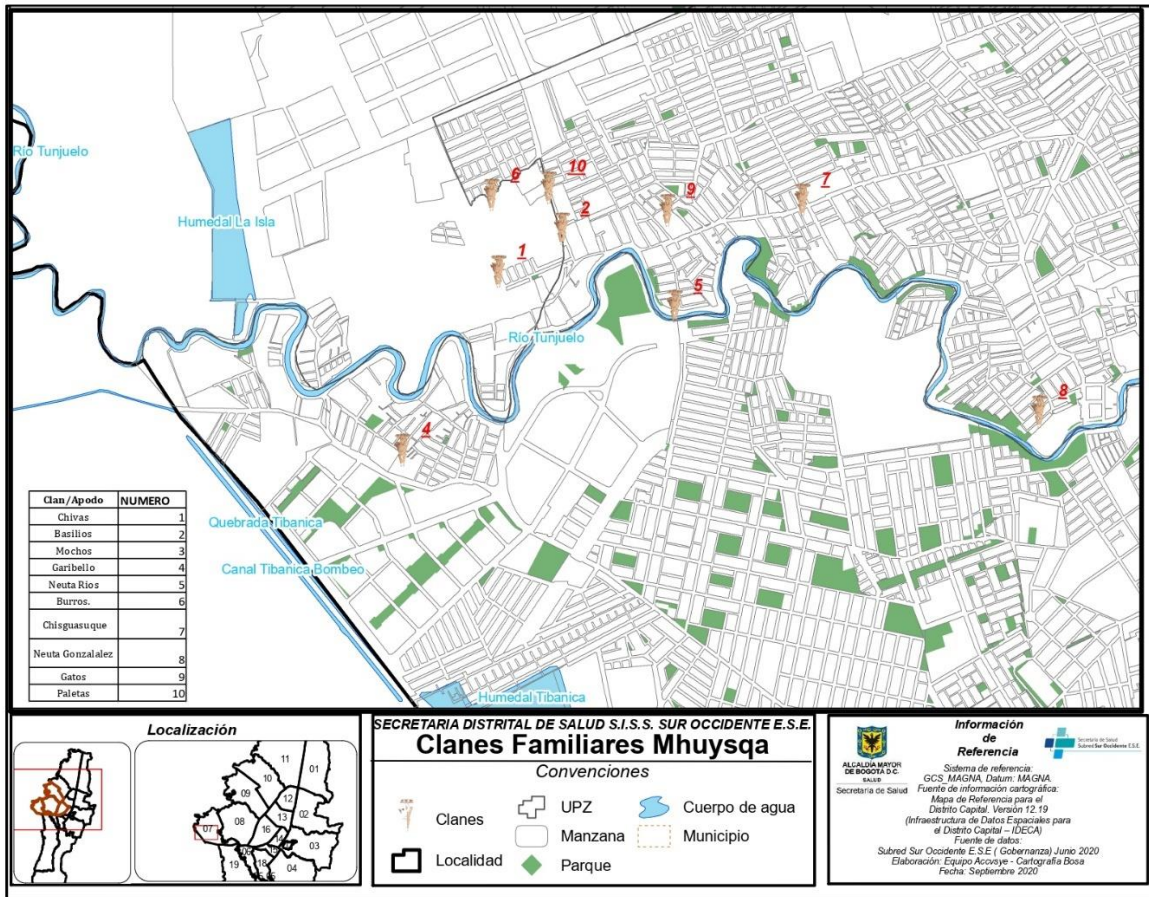 Río Tunjuelo
Humedal La Isla
6
10
2
9
7
1
5
Río Tunjuelo
8
4
Quebrada Tibanica
Canal Tibanica Bombeo
Humedal Tibanica
Clan/Apodo NUMERO
Chivas 1
Basilios 2
Mochos 3
Garibello 4
Neuta Rios 5
Burros. 6
Chisguasuque 7
Neuta Gonzalalez 8
Gatos 9
Paletas 10
Localización
11
01
10
09
12
02
08
13
07
16
14
03
19
18
04
SECRETARIA DISTRITAL DE SALUD S.I.S.S. SUR OCCIDENTE E.S.E.
Clanes Familiares Mhuysqa
Convenciones
Clanes
UPZ
Cuerpo de agua
Manzana
Municipio
Localidad
Parque
ALCALDIA MAYOR
DE BOGOTA D.C.
SALUD
Secretaria de Salud
Información
de
Referencia
Secretaría de Salud
Subred Sur Occidente E.S.E.
Sistema de referencia:
GCS_MAGNA, Datum: MAGNA.
Fuente de información cartográfica:
Mapa de Referencia para el
Distrito Capital. Versión 12.19
(Infraestructura de Datos Espaciales para
el Distrito Capital – IDECA)
Fuente de datos:
Subred Sur Occidente E.S.E ( Gobernanza) Junio 2020
Elaboración: Equipo Accvsye - Cartografía Bosa
Fecha: Septiembre 2020